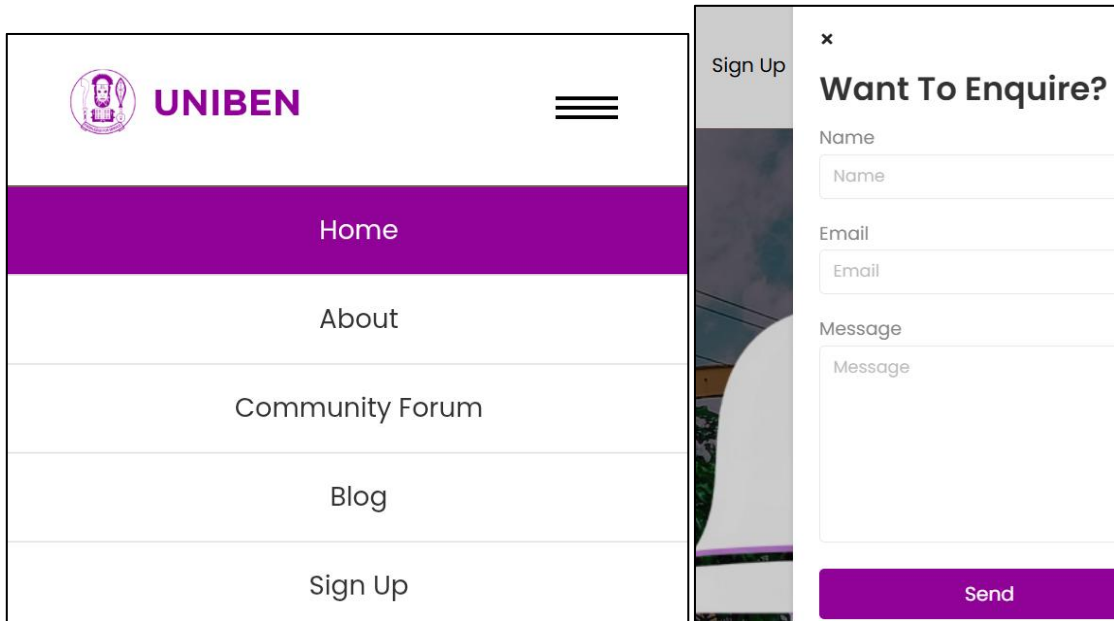 UNIBEN
Home
About
Community Forum
Blog
Sign Up
Sign Up
×
Want To Enquire?
Name
Name
Email
Email
Message
Message
Send